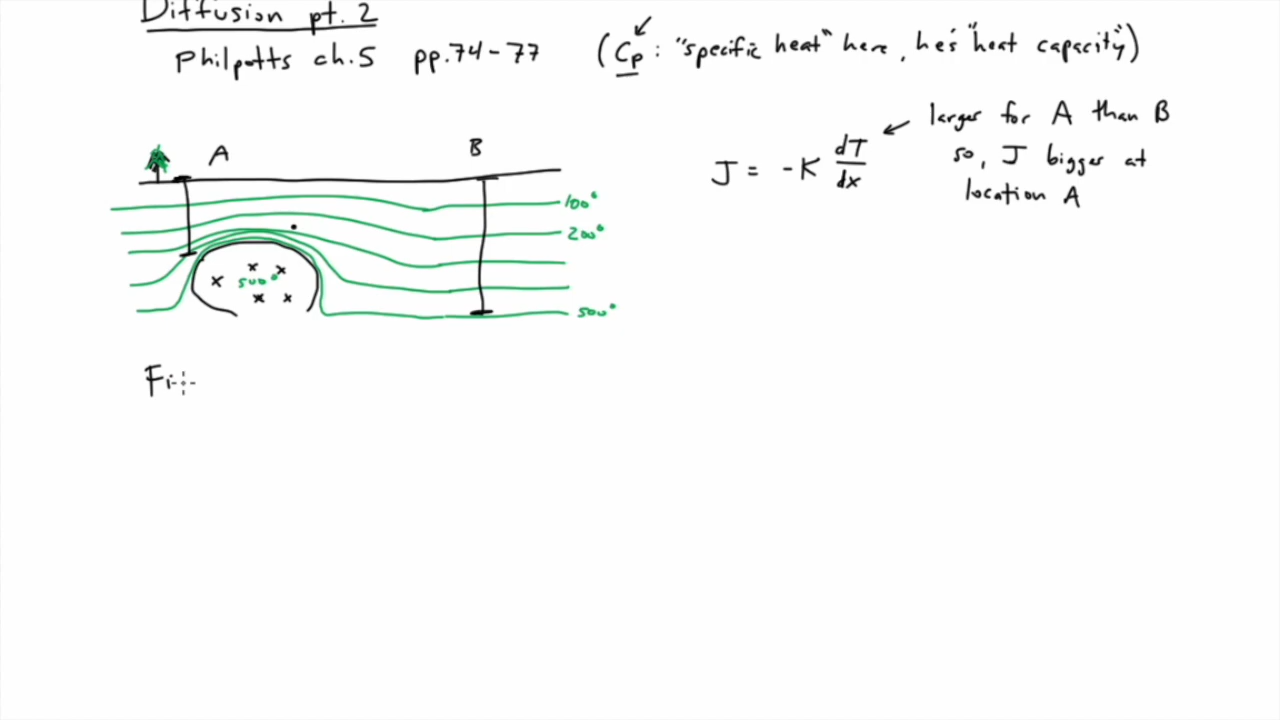 Diffusion pt. 2
Philpotts ch.5 pp.74-77 (Cp: "specific heat" here, he's "heat capacity")
A
B
J = -K dT/dx
larger for A than B
so, J bigger at
location A
100°
200°
500°
500°
Fi